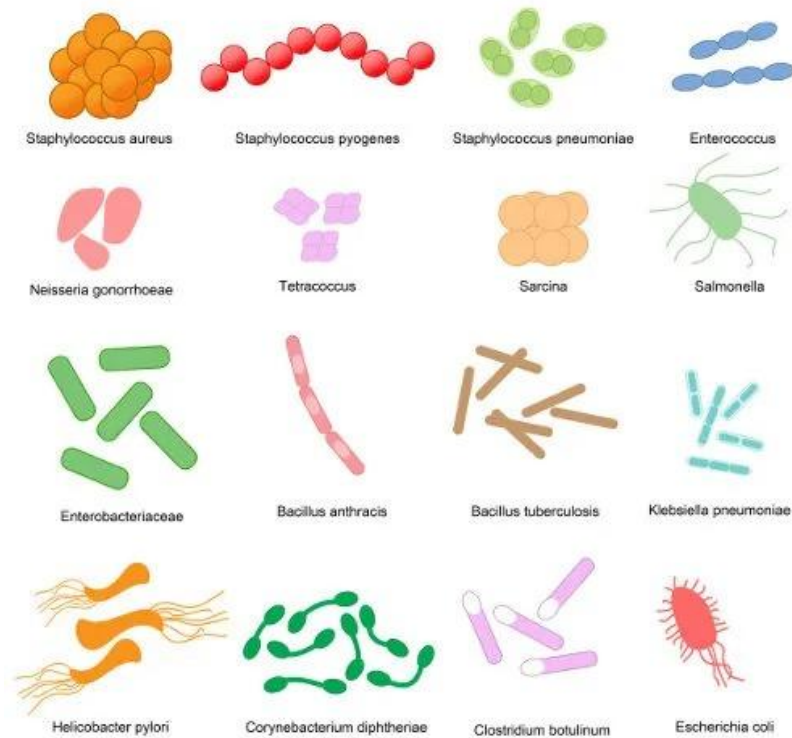 Staphylococcus aureus
Staphylococcus pyogenes
Staphylococcus pneumoniae
Enterococcus
Neisseria gonorrhoeae
Tetracoccus
Sarcina
Salmonella
Enterobacteriaceae
Bacillus anthracis
Bacillus tuberculosis
Klebsiella pneumoniae
Helicobacter pylori
Corynebacterium diphtheriae
Clostridium botulinum
Escherichia coli